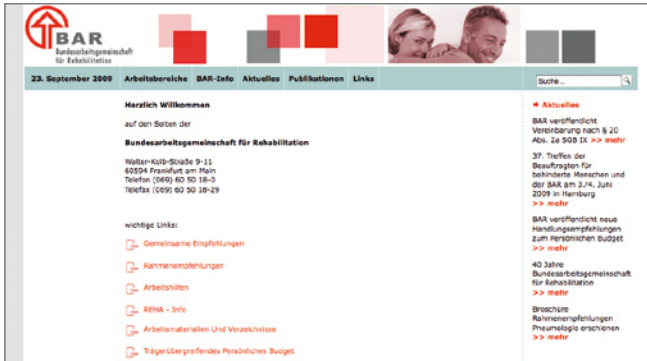 BAR
Bundesarbeitsgemeinschaft
für Rehabilitation
23. September 2009 Arbeitsbereiche BAR-Info Aktuelles Publikationen Links
Suche...
Herzlich Willkommen
auf den Seiten der
Bundesarbeitsgemeinschaft für Rehabilitation
Walter-Kolb-Straße 9-11
60594 Frankfurt am Main
Telefon (069) 60 50 18-0
Telefax (069) 60 50 18-29
wichtige Links:
Gemeinsame Empfehlungen
Rahmenempfehlungen
Arbeitshilfen
REHA - Info
Arbeitsmaterialien Und Verzeichnisse
Trägerübergreifendes Persönliches Budget
Aktuelles
BAR veröffentlicht
Vereinbarung nach § 20
Abs. 2a SGB IX >> mehr
37. Treffen der
Beauftragten für
behinderte Menschen und
der BAR am 3./4. Juni
2009 in Hamburg
>> mehr
BAR veröffentlicht neue
Handlungsempfehlungen
zum Persönlichen Budget
>> mehr
40 Jahre
Bundesarbeitsgemeinschaft
für Rehabilitation
>> mehr
Broschüre
Rahmenempfehlungen
Pneumologie erschienen
>> mehr